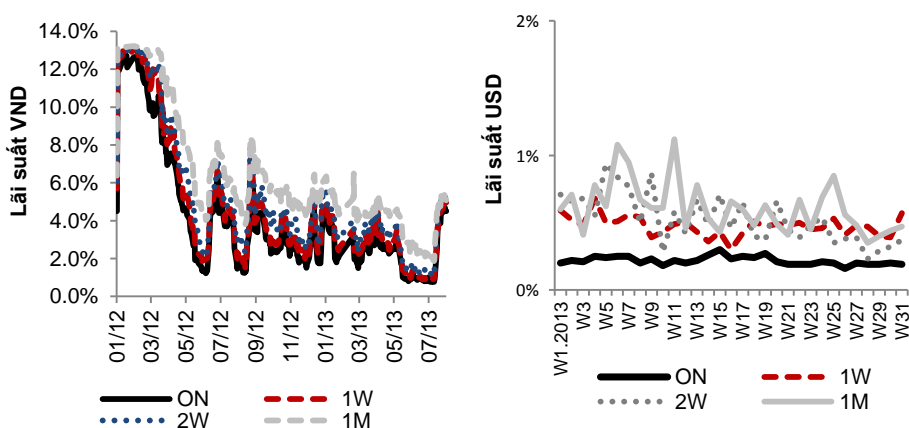 Lãi suất VND
14.0%
12.0%
10.0%
8.0%
6.0%
4.0%
2.0%
0.0%
01/12
03/12
05/12
07/12
09/12
11/12
01/13
03/13
05/13
07/13
ON
1W
2W
1M
Lãi suất USD
2%
1%
0%
W1.2013
W3
W5
W7
W9
W11
W13
W15
W17
W19
W21
W23
W25
W27
W29
W31
ON
1W
2W
1M